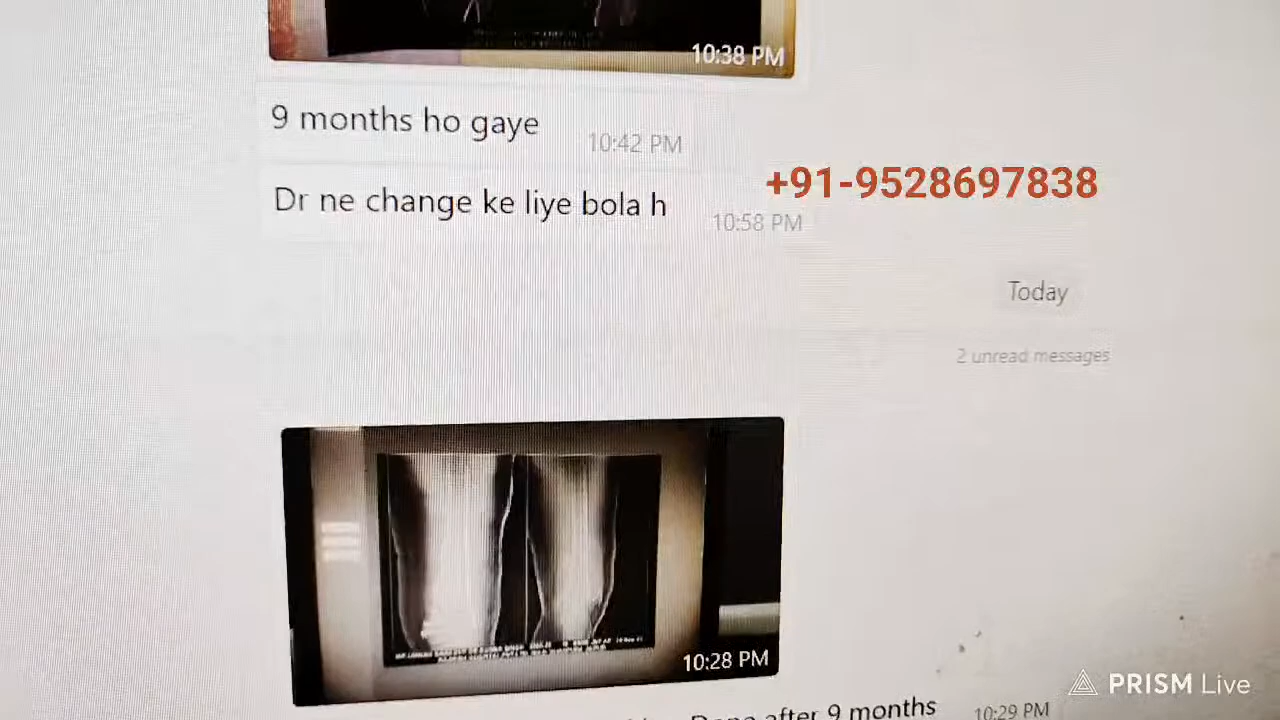 10:38 PM
9 months ho gaye
10:42 PM
+91-9528697838
Dr ne change ke liye bola h
10:58 PM
Today
2 unread messages
10:28 PM
PRISM Live
after 9 months
10:29 PM